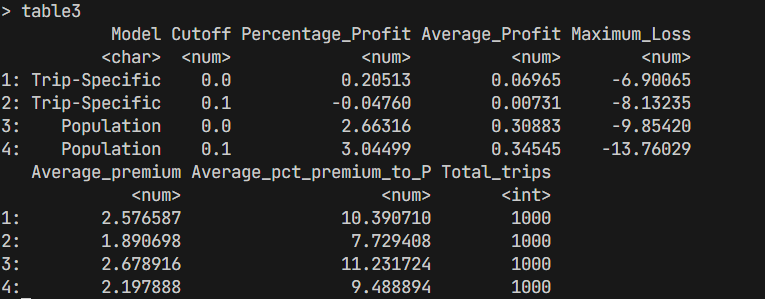 > table3
Model Cutoff Percentage_Profit Average_Profit Maximum_Loss
<char> <num> <num> <num> <num>
1: Trip-Specific 0.0 0.20513 0.06965 -6.90065
2: Trip-Specific 0.1 -0.04760 0.00731 -8.13235
3: Population 0.0 2.66316 0.30883 -9.85420
4: Population 0.1 3.04499 0.34545 -13.76029
Average_premium Average_pct_premium_to_P Total_trips
<num> <num> <int>
1: 2.576587 10.390710 1000
2: 1.890698 7.729408 1000
3: 2.678916 11.231724 1000
4: 2.197888 9.488894 1000